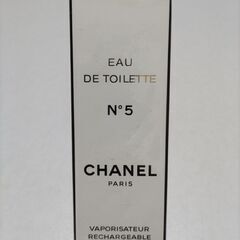 EAU
DE TOILETTE
N°5
CHANEL
PARIS
VAPORISATEUR
RECHARGEABLE